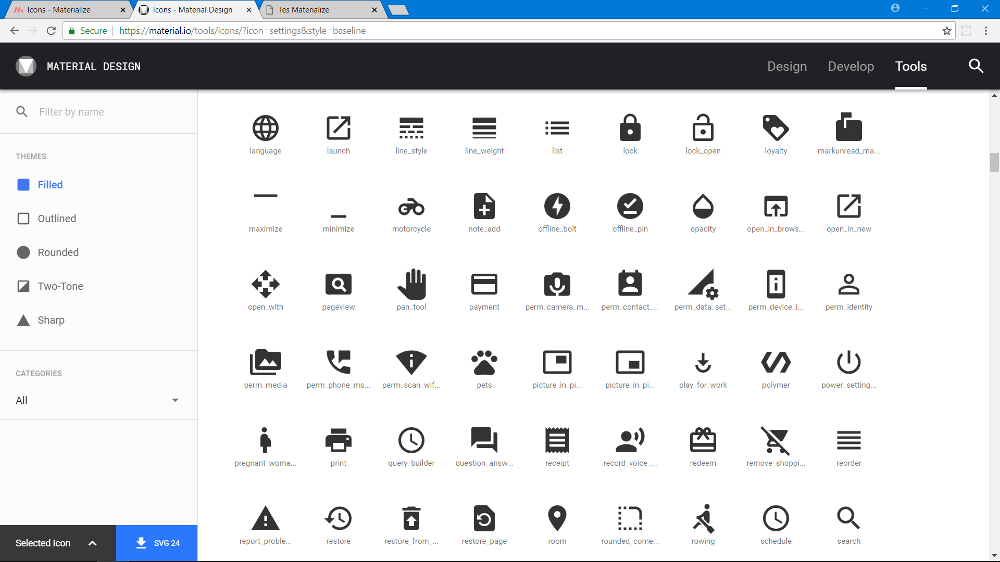 Icons - Materialize
Icons - Material Design
Tes Materialize
Secure
https://material.io/tools/icons/?icon=settings&style=baseline
MATERIAL DESIGN
Design
Develop
Tools
Filter by name
THEMES
Filled
Outlined
Rounded
Two-Tone
Sharp
CATEGORIES
All
Selected Icon
SVG 24
language launch line_style line_weight list lock lock_open loyalty markunread_ma...
maximize minimize motorcycle note_add offline_bolt offline_pin opacity open_in_brows... open_in_new
open_with pageview pan_tool payment perm_camera_m... perm_contact_... perm_data_set... perm_device_i... perm_identity
perm_media perm_phone_ms... perm_scan_wif... pets picture_in_pi... picture_in_pi... play_for_work polymer power_setting...
pregnant_woma... print query_builder question_answ... receipt record_voice_... redeem remove_shoppi... reorder
report_proble... restore restore_from_... restore_page room rounded_corne... rowing schedule search